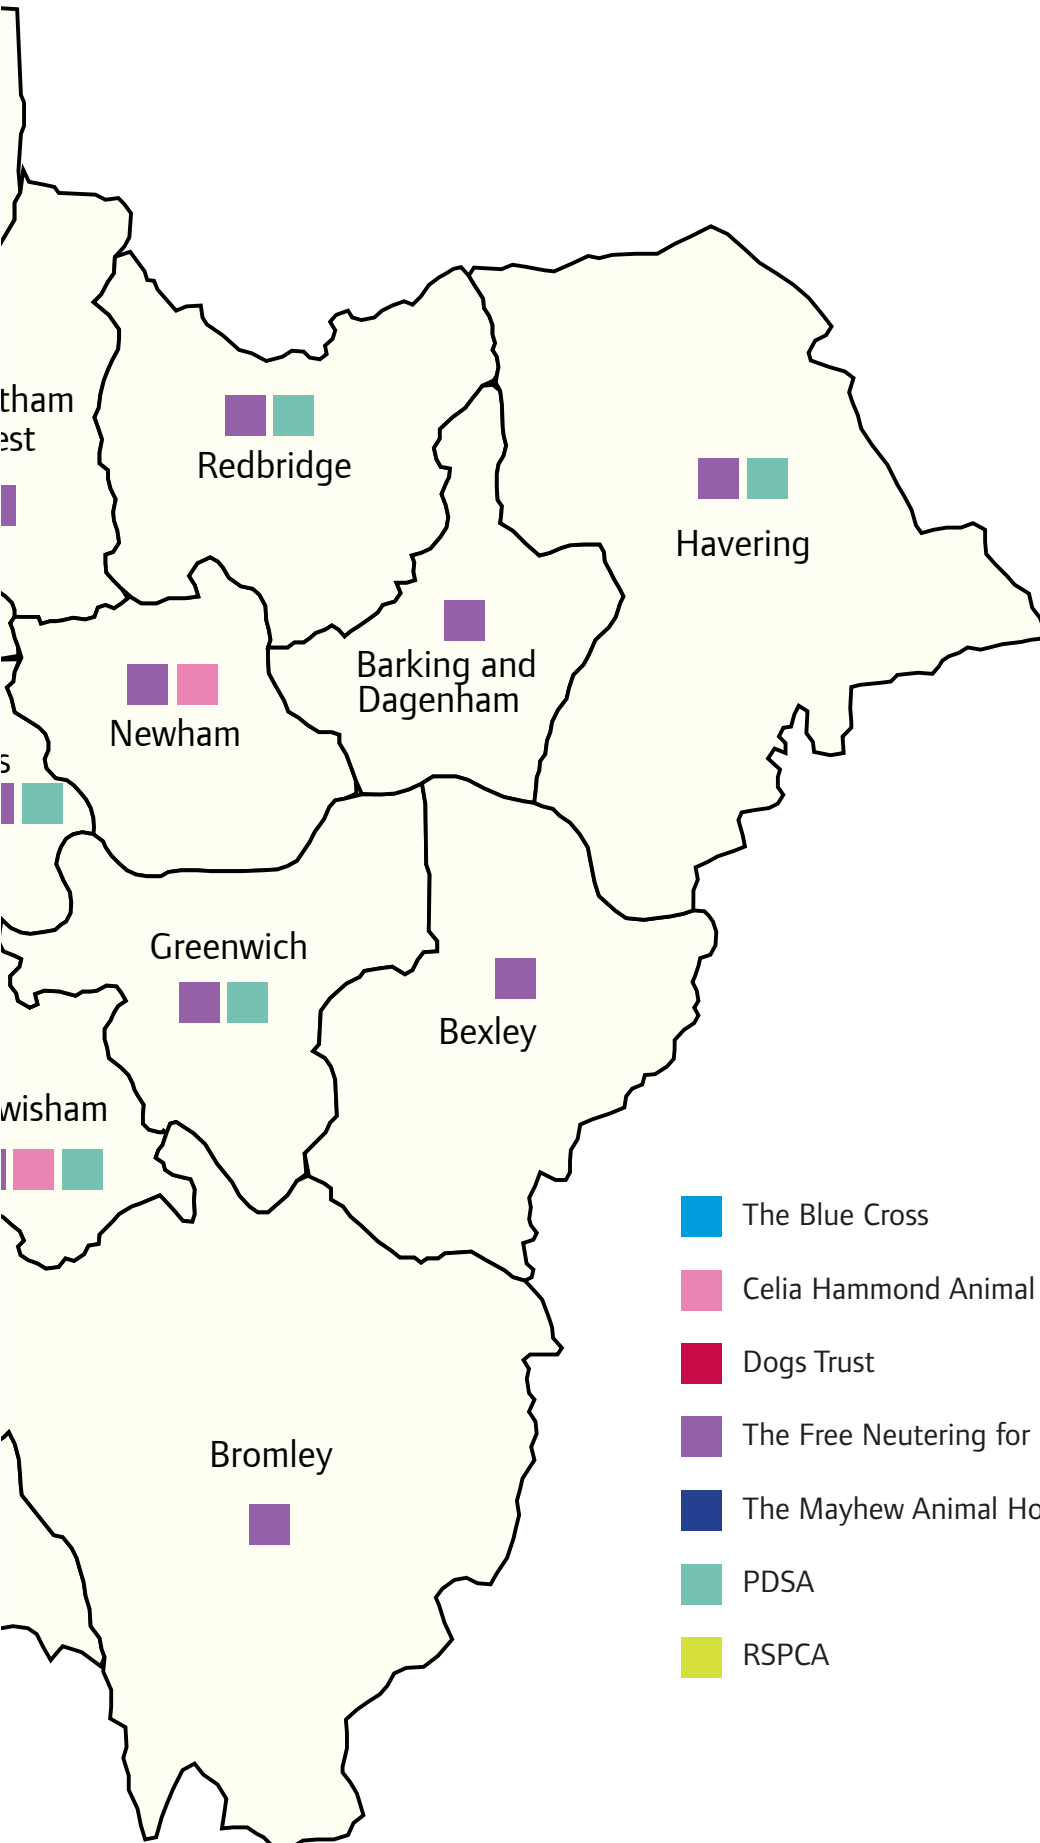 tham
est
Redbridge
Havering
Barking and
Dagenham
Newham
s
Greenwich
Bexley
wisham
Bromley
The Blue Cross
Celia Hammond Animal
Dogs Trust
The Free Neutering for
The Mayhew Animal Ho
PDSA
RSPCA